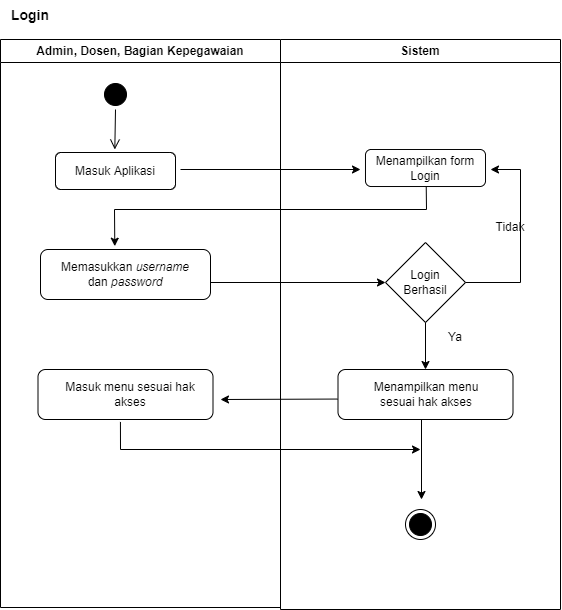 Login
Admin, Dosen, Bagian Kepegawaian
Sistem
Masuk Aplikasi
Menampilkan form
Login
Tidak
Memasukkan username
dan password
Login
Berhasil
Ya
Masuk menu sesuai hak
akses
Menampilkan menu
sesuai hak akses